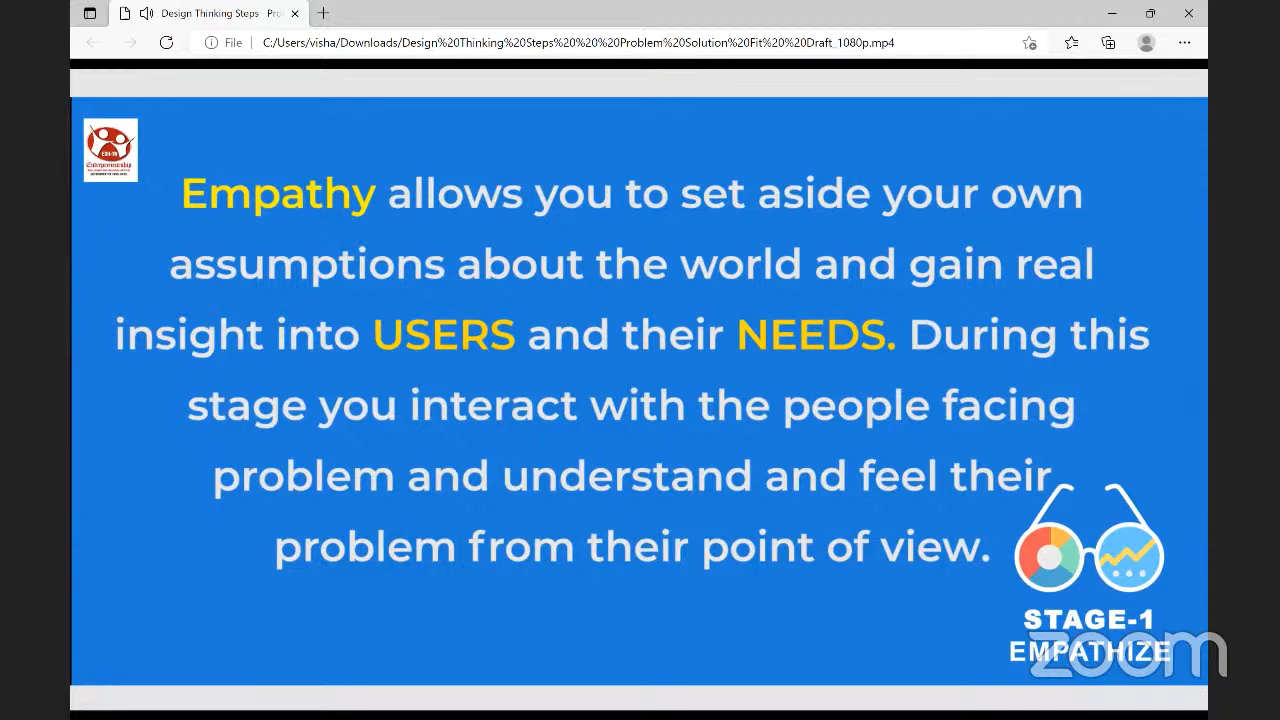 Design Thinking Steps Pro
File
C:/Users/visha/Downloads/Design%20Thinking%20Steps%20%20%20Problem%20Solution%20Fit%20%20Draft_1080p.mp4
Entrepreneurship
Empathy allows you to set aside your own
assumptions about the world and gain real
insight into USERS and their NEEDS. During this
stage you interact with the people facing
problem and understand and feel their
problem from their point of view.
STAGE-1
EMPATHIZE
zoom